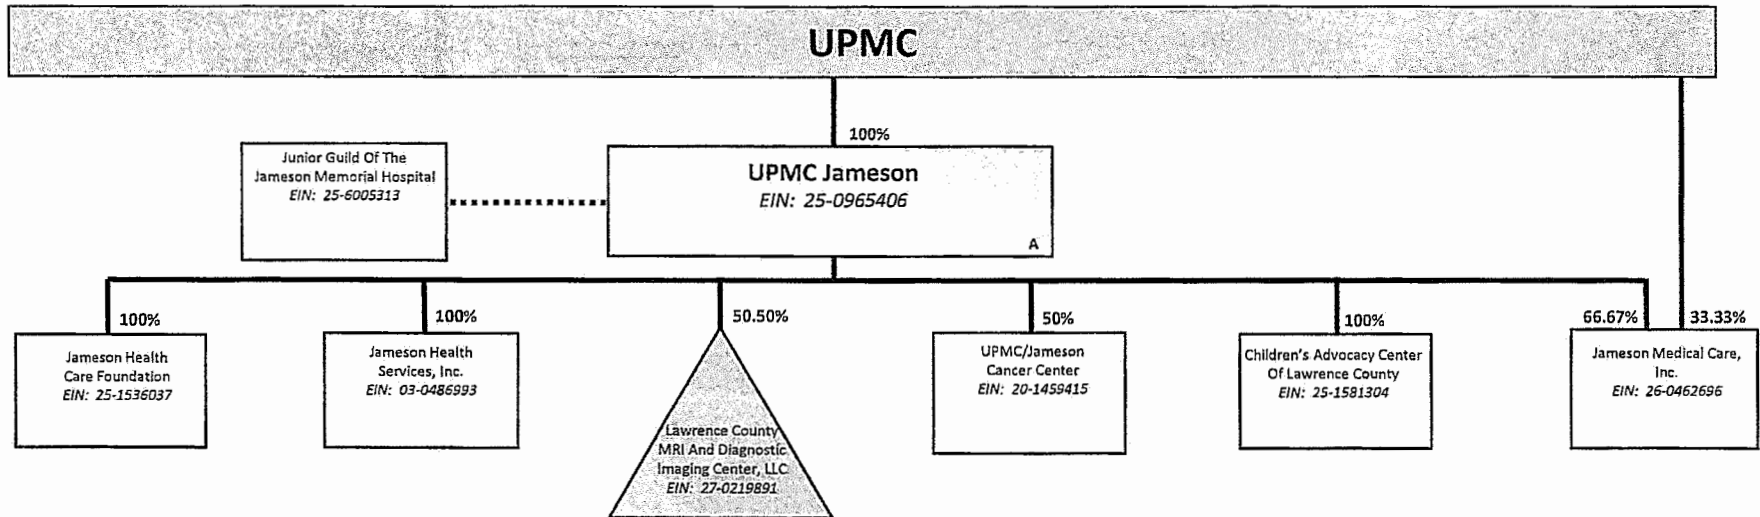 UPMC
100%
Junior Guild Of The
Jameson Memorial Hospital
EIN: 25-6005313
UPMC Jameson
EIN: 25-0965406
A
100%
100%
50.50%
50%
100%
66.67%
33.33%
Jameson Health
Care Foundation
EIN: 25-1536037
Jameson Health
Services, Inc.
EIN: 03-0486993
Lawrence County
MRI And Diagnostic
Imaging Center, LLC
EIN: 27-0219891
UPMC/Jameson
Cancer Center
EIN: 20-1459415
Children's Advocacy Center
Of Lawrence County
EIN: 25-1581304
Jameson Medical Care,
Inc.
EIN: 26-0462696